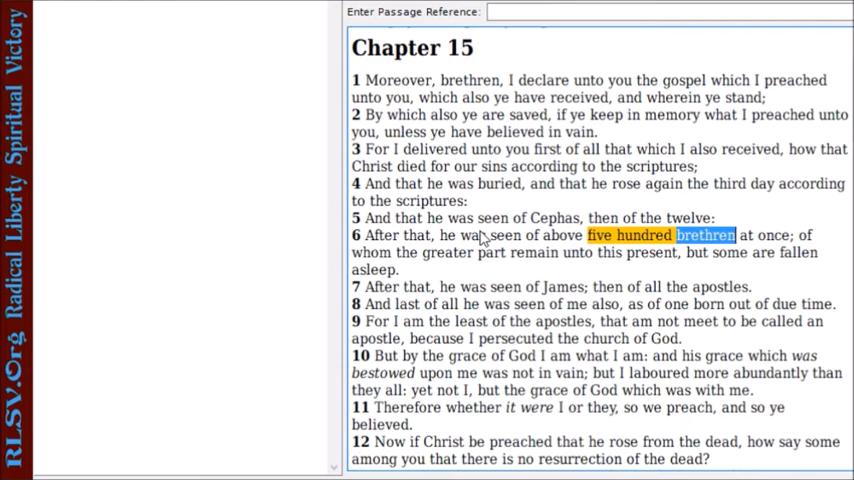 RLSV.Org Radical Liberty Spiritual Victory
Enter Passage Reference:
Chapter 15
1 Moreover, brethren, I declare unto you the gospel which I preached
unto you, which also ye have received, and wherein ye stand;
2 By which also ye are saved, if ye keep in memory what I preached unto
you, unless ye have believed in vain.
3 For I delivered unto you first of all that which I also received, how that
Christ died for our sins according to the scriptures;
4 And that he was buried, and that he rose again the third day according
to the scriptures:
5 And that he was seen of Cephas, then of the twelve:
6 After that, he was seen of above five hundred brethren at once; of
whom the greater part remain unto this present, but some are fallen
asleep.
7 After that, he was seen of James; then of all the apostles.
8 And last of all he was seen of me also, as of one born out of due time.
9 For I am the least of the apostles, that am not meet to be called an
apostle, because I persecuted the church of God.
10 But by the grace of God I am what I am: and his grace which was
bestowed upon me was not in vain; but I laboured more abundantly than
they all: yet not I, but the grace of God which was with me.
11 Therefore whether it were I or they, so we preach, and so ye
believed.
12 Now if Christ be preached that he rose from the dead, how say some
among you that there is no resurrection of the dead?